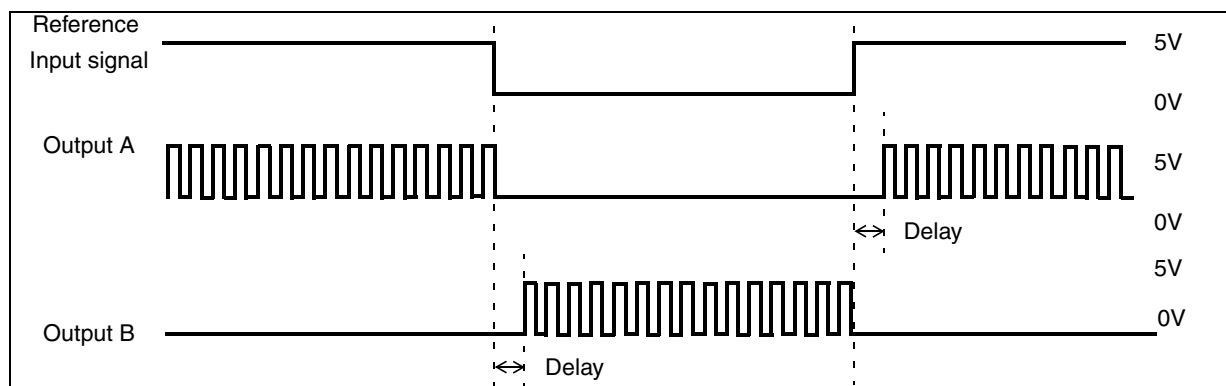 Reference
Input signal
5V
0V
Output A
5V
0V
Delay
5V
Output B
0V
Delay